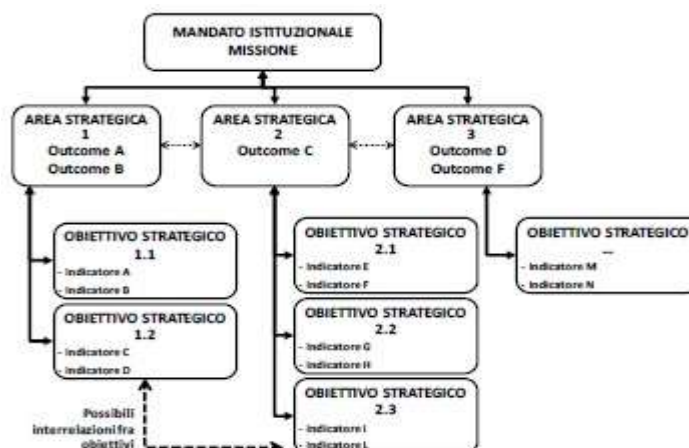 MANDATO ISTITUZIONALE
MISSIONE
AREA STRATEGICA
1
Outcome A
Outcome B
AREA STRATEGICA
2
Outcome C
AREA STRATEGICA
3
Outcome D
Outcome F
OBIETTIVO STRATEGICO
1.1
- Indicatore A
- Indicatore B
OBIETTIVO STRATEGICO
1.2
- Indicatore C
- Indicatore D
OBIETTIVO STRATEGICO
2.1
- Indicatore E
- Indicatore F
OBIETTIVO STRATEGICO
2.2
- Indicatore G
- Indicatore H
OBIETTIVO STRATEGICO
2.3
- Indicatore I
- Indicatore L
OBIETTIVO STRATEGICO
...
- Indicatore M
- Indicatore N
Possibili
interrelazioni fra
obiettivi